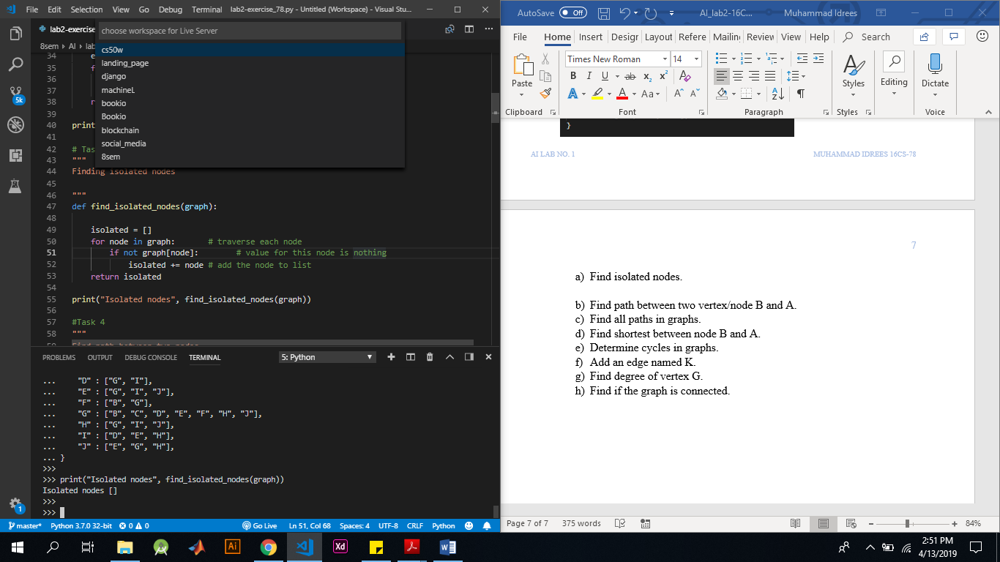 File Edit Selection View Go Debug Terminal lab2-exercise_78.py - Untitled (Workspace) - Visual Stu...
lab2-exercise
choose workspace for Live Server
cs50w
landing_page
django
machineL
bookio
Bookio
blockchain
social_media
8sem
8sem > AI > lab
34 e
35 f
36
37
38 r
39
40 print
41
42 # Tas
43 """
44 Finding isolated nodes
45
46 """
47 def find_isolated_nodes(graph):
48
49 isolated = []
50 for node in graph: # traverse each node
51 if not graph[node]: # value for this node is nothing
52 isolated += node # add the node to list
53 return isolated
54
55 print("Isolated nodes", find_isolated_nodes(graph))
56
57 #Task 4
58 """
59 Find path between two nodes
5k
1
PROBLEMS OUTPUT DEBUG CONSOLE TERMINAL 5: Python
... "D" : ["G", "I"],
... "E" : ["G", "I", "J"],
... "F" : ["B", "G"],
... "G" : ["B", "C", "D", "E", "F", "H", "J"],
... "H" : ["G", "I", "J"],
... "I" : ["D", "E", "H"],
... "J" : ["E", "G", "H"],
... }
>>>
>>> print("Isolated nodes", find_isolated_nodes(graph))
Isolated nodes []
>>>
>>>
master* Python 3.7.0 32-bit 0 0 Go Live Ln 51, Col 68 Spaces: 4 UTF-8 CRLF Python
AutoSave Off AI_lab2-16C... Muhammad Idrees
File Home Insert Desigr Layout Refere Mailin Review View Help Search
Times New Roman 14
Paste
B I U ab x2 x2
A A Aa A A
Styles Editing Dictate
Clipboard Font Paragraph Styles Voice
}
AI LAB NO. 1 MUHAMMAD IDREES 16CS-78
7
a) Find isolated nodes.
b) Find path between two vertex/node B and A.
c) Find all paths in graphs.
d) Find shortest between node B and A.
e) Determine cycles in graphs.
f) Add an edge named K.
g) Find degree of vertex G.
h) Find if the graph is connected.
Page 7 of 7 375 words 84%
Ai Xd
2:51 PM
4/13/2019